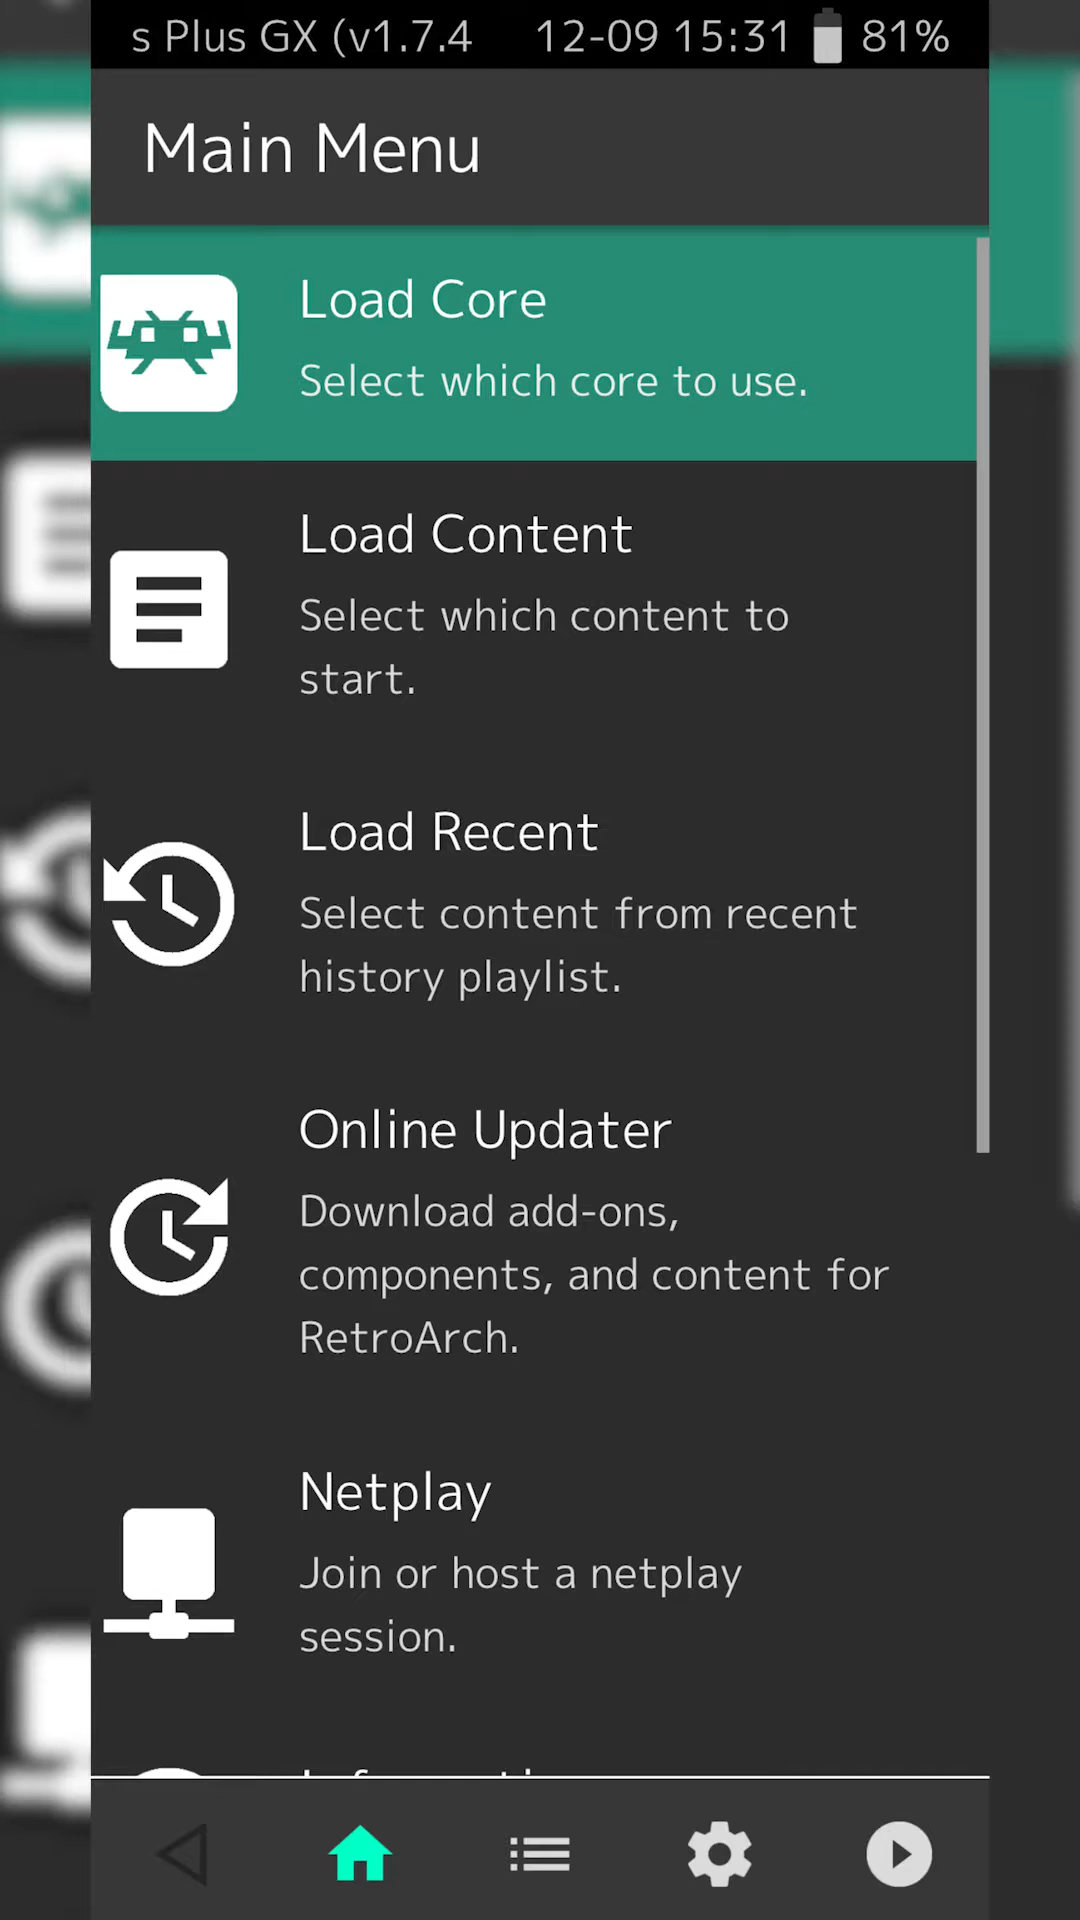 s Plus GX (v1.7.4 12-09 15:31 81%
Main Menu
Load Core
Select which core to use.
Load Content
Select which content to
start.
Load Recent
Select content from recent
history playlist.
Online Updater
Download add-ons,
components, and content for
RetroArch.
Netplay
Join or host a netplay
session.